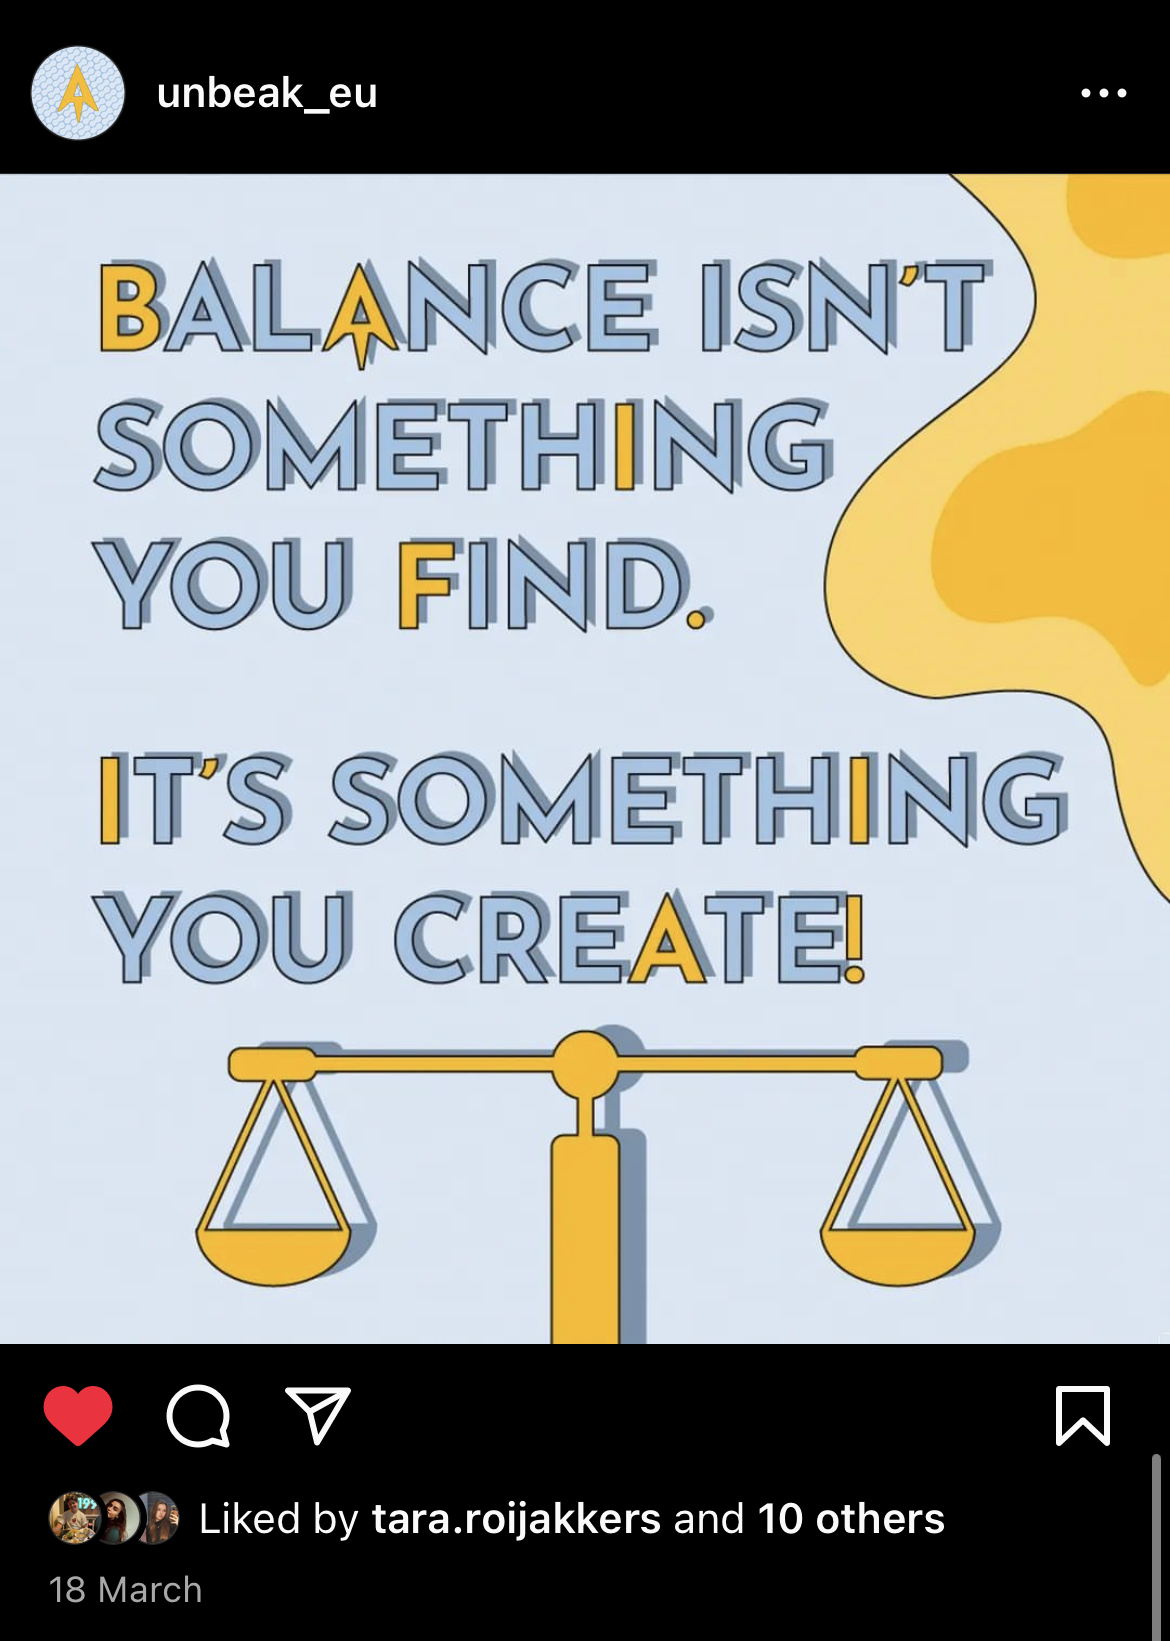 unbeak_eu
BALANCE ISN'T
SOMETHING
YOU FIND.
IT'S SOMETHING
YOU CREATE!
Liked by tara.roijakkers and 10 others
18 March